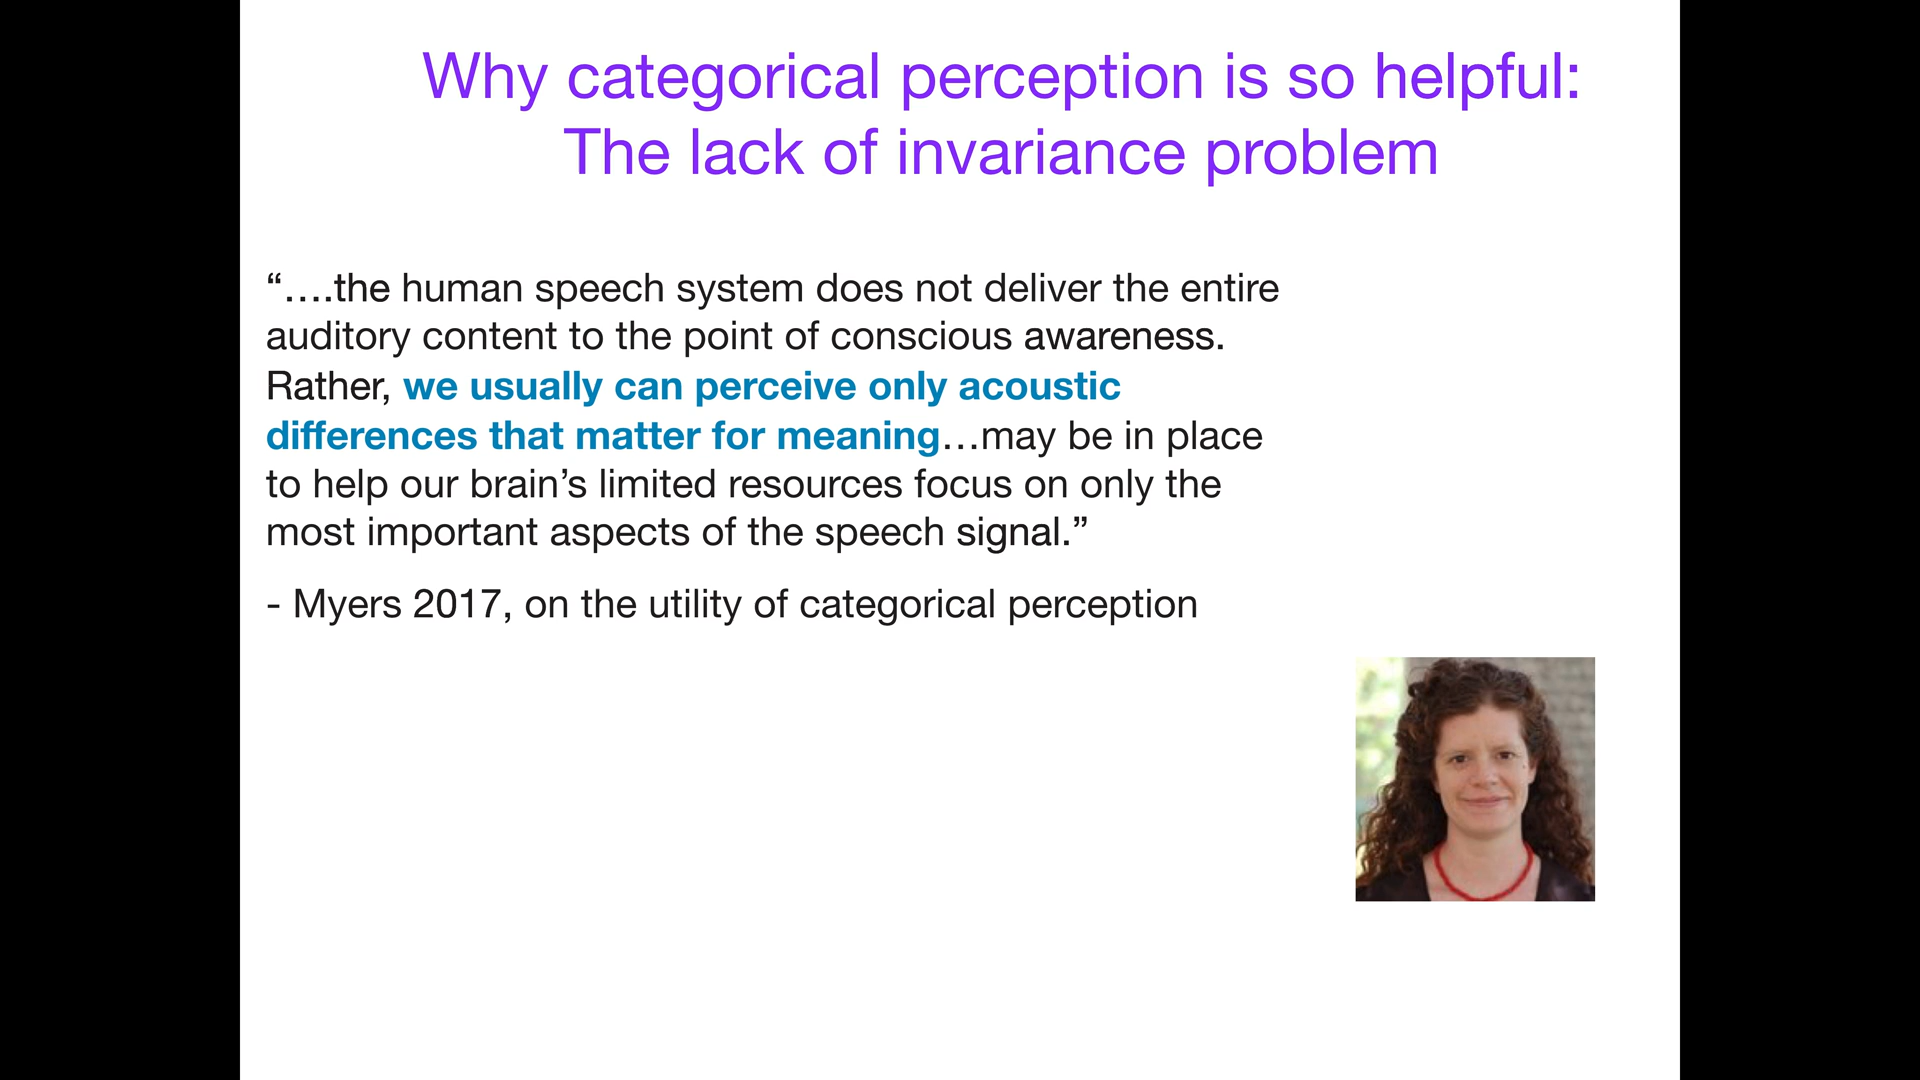 Why categorical perception is so helpful:
The lack of invariance problem
“….the human speech system does not deliver the entire
auditory content to the point of conscious awareness.
Rather, we usually can perceive only acoustic
differences that matter for meaning…may be in place
to help our brain’s limited resources focus on only the
most important aspects of the speech signal.”
- Myers 2017, on the utility of categorical perception